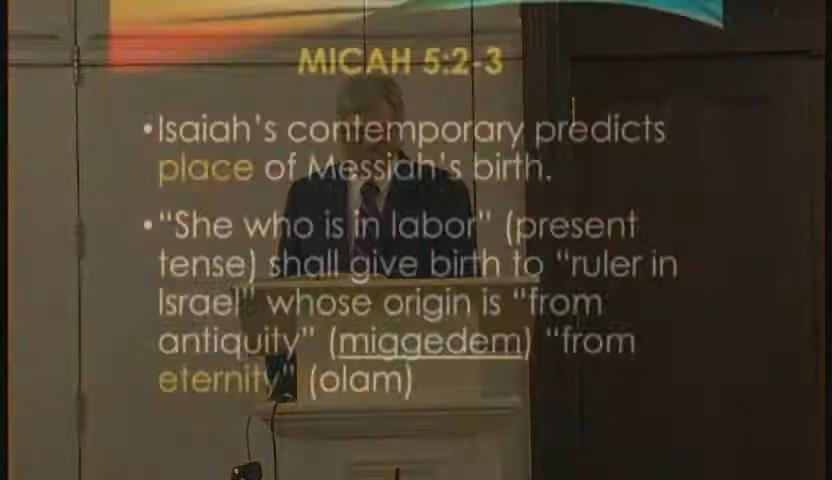 MICAH 5:2-3
•Isaiah's contemporary predicts
place of Messiah's birth.
•"She who is in labor" (present
tense) shall give birth to "ruler in
Israel" whose origin is "from
antiquity" (miggedem) "from
eternity" (olam)